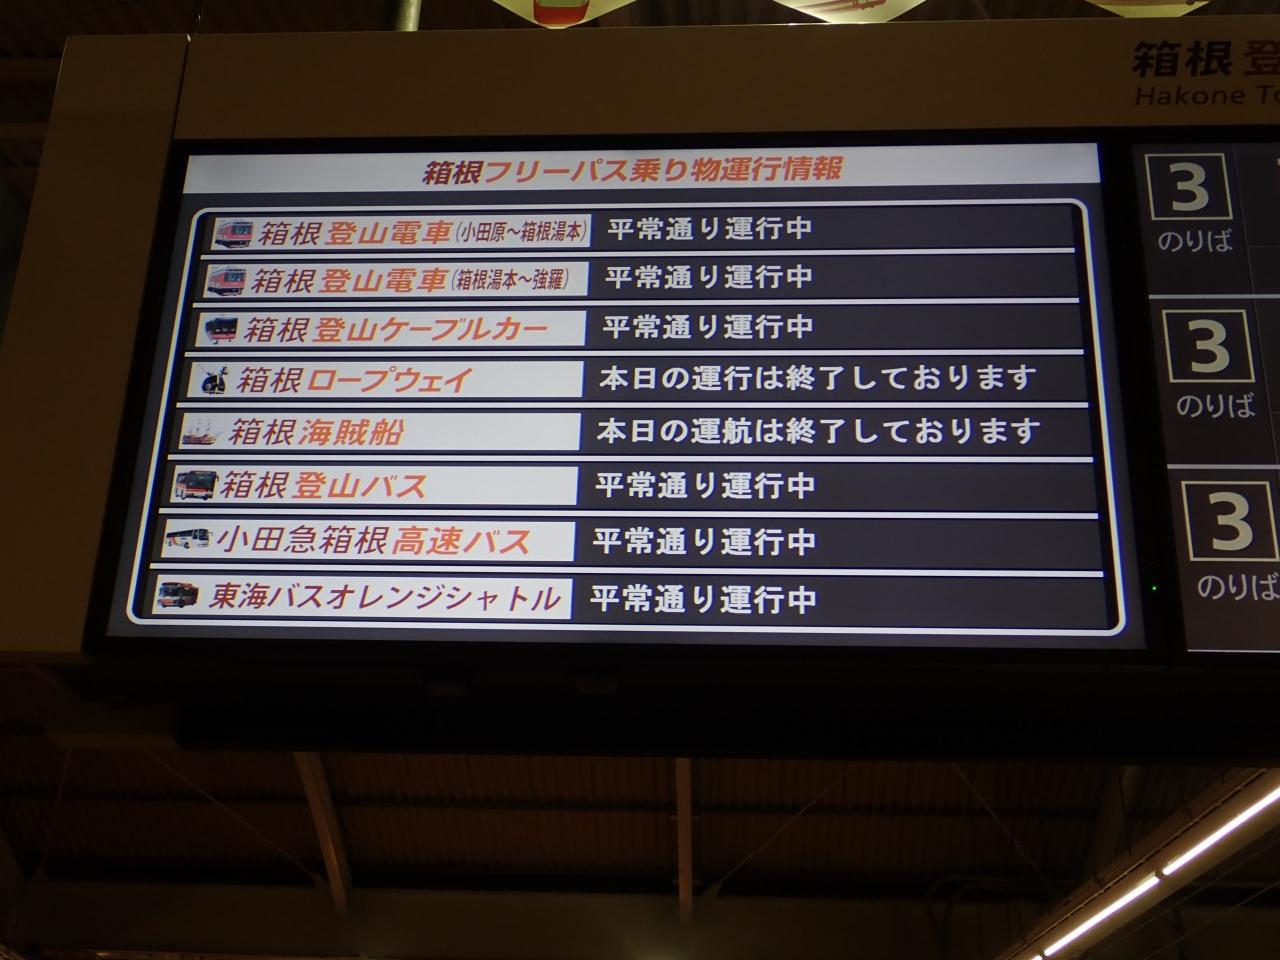 箱根登
Hakone To
箱根フリーパス乗り物運行情報
箱根登山電車(小田原～箱根湯本) 平常通り運行中
箱根登山電車(箱根湯本～強羅) 平常通り運行中
箱根登山ケーブルカー 平常通り運行中
箱根ロープウェイ 本日の運行は終了しております
箱根海賊船 本日の運航は終了しております
箱根登山バス 平常通り運行中
小田急箱根高速バス 平常通り運行中
東海バスオレンジシャトル 平常通り運行中
3
のりば
3
のりば
3
のりば